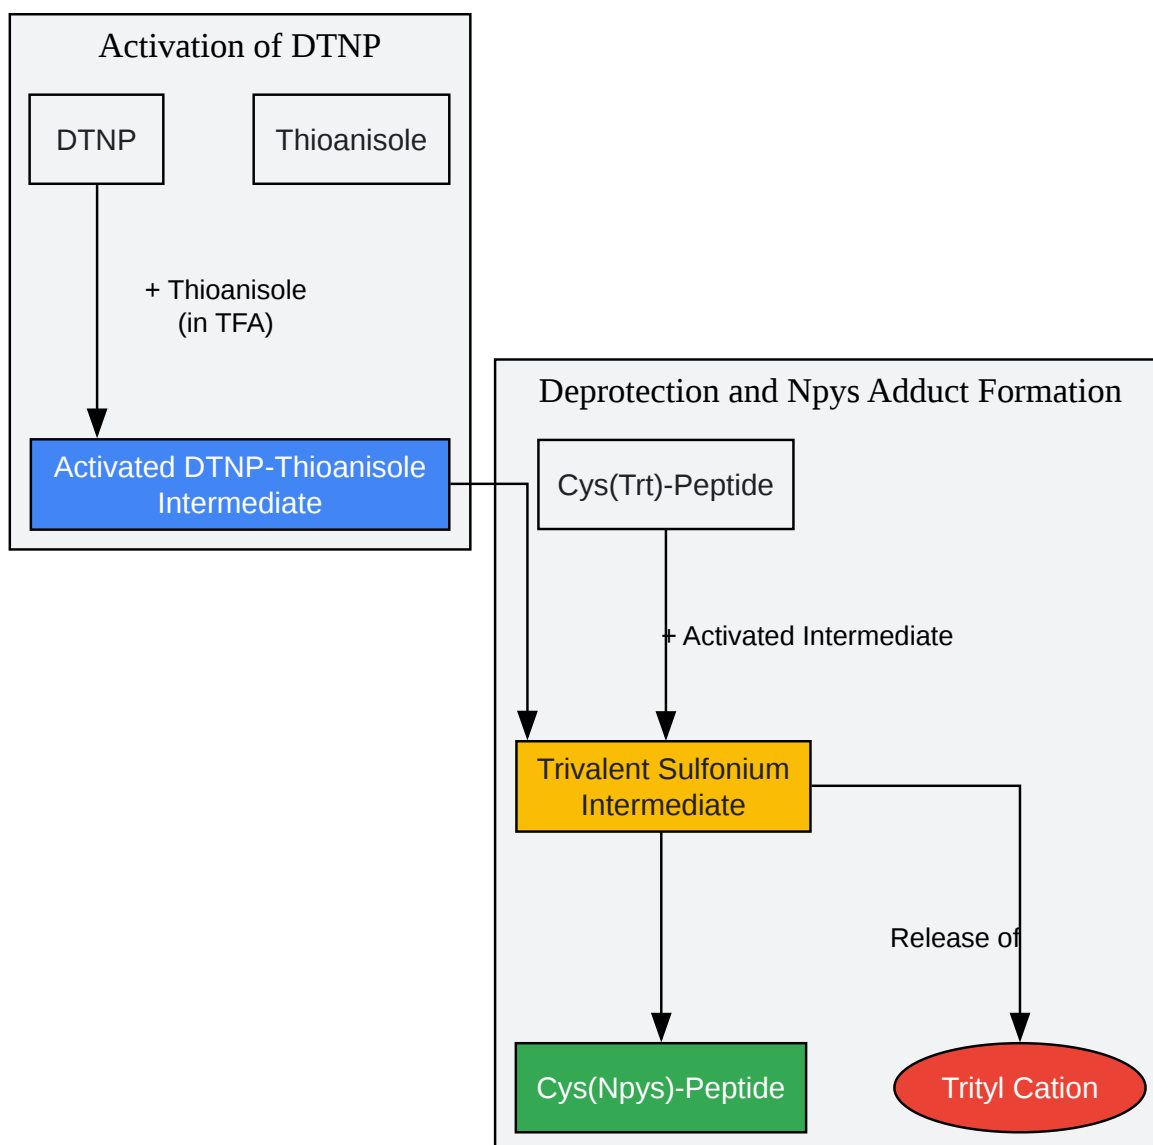 Activation of DTNP
DTNP
Thioanisole
+ Thioanisole
(in TFA)
Activated DTNP-Thioanisole
Intermediate
Deprotection and Npys Adduct Formation
Cys(Trt)-Peptide
+ Activated Intermediate
Trivalent Sulfonium
Intermediate
Release of
Cys(Npys)-Peptide
Trityl Cation